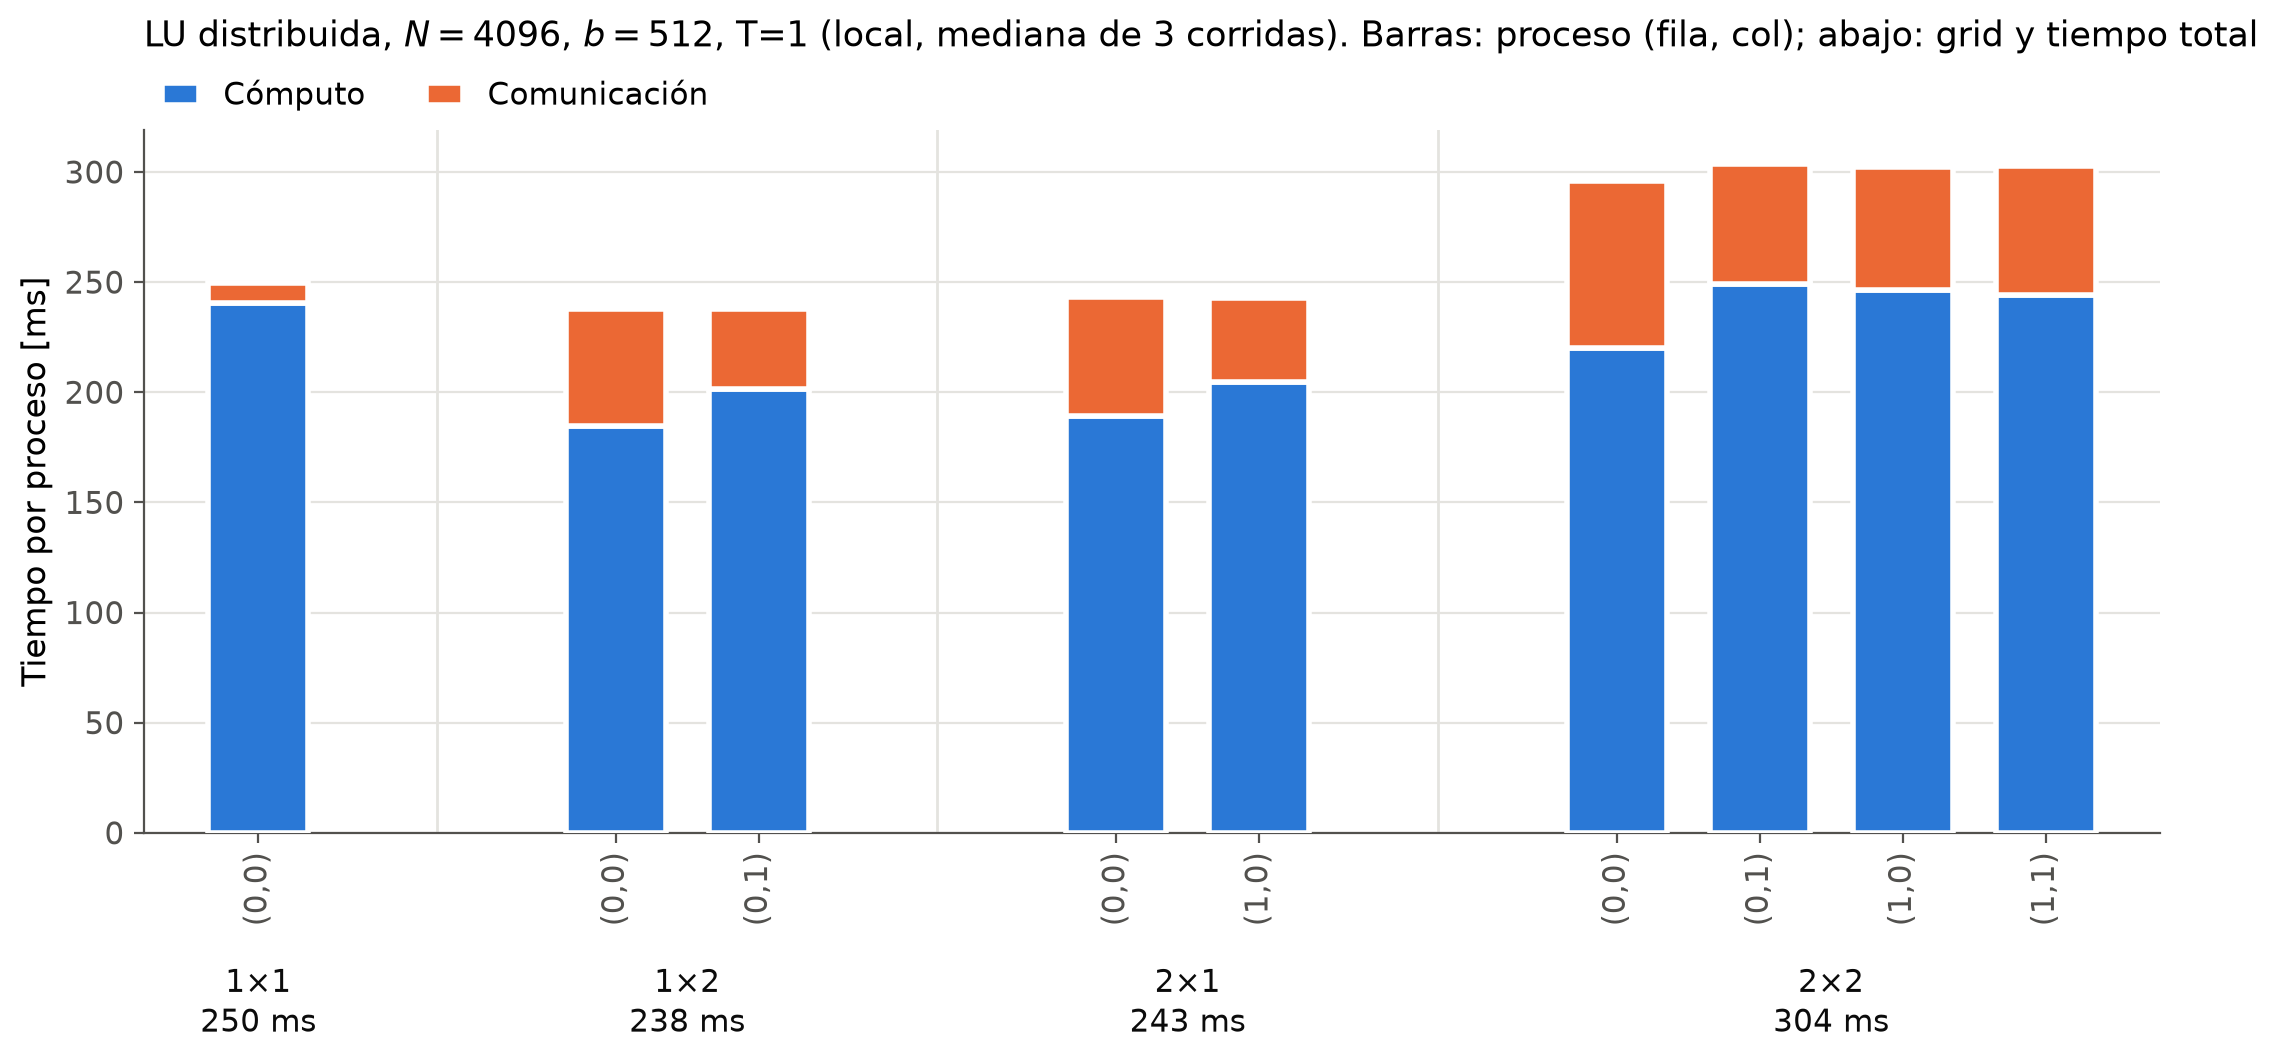 LU distribuida, N = 4096, b = 512, T=1 (local, mediana de 3 corridas). Barras: proceso (fila, col); abajo: grid y tiempo total
Cómputo
Comunicación
Tiempo por proceso [ms]
300
250
200
150
100
50
0
(0,0)
(0,0)
(0,1)
(0,0)
(1,0)
(0,0)
(0,1)
(1,0)
(1,1)
1×1
250 ms
1×2
238 ms
2×1
243 ms
2×2
304 ms